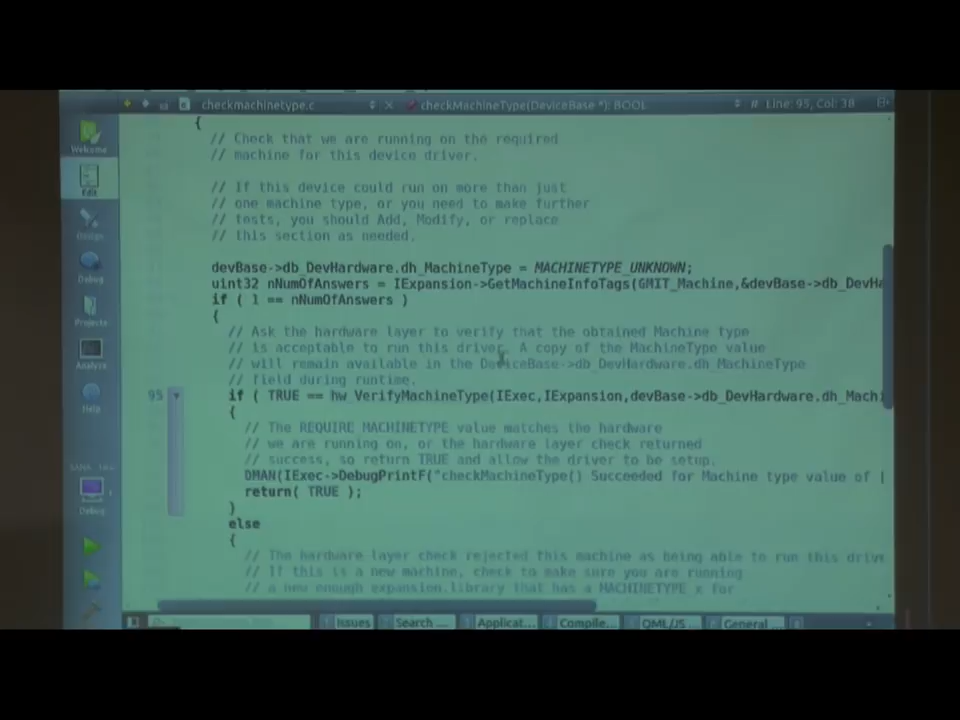 checkmachinetype.c
checkMachineType(DeviceBase *): BOOL
# Line: 95, Col: 38
Welcome
Edit
Design
Debug
Projects
Analyze
Help
Debug
{
// Check that we are running on the required
// machine for this device driver.
// If this device could run on more than just
// one machine type, or you need to make further
// tests, you should Add, Modify, or replace
// this section as needed.
devBase->db_DevHardware.dh_MachineType = MACHINETYPE_UNKNOWN;
uint32 nNumOfAnswers = IExpansion->GetMachineInfoTags(GMIT_Machine,&devBase->db_DevHa
if ( 1 == nNumOfAnswers )
{
// Ask the hardware layer to verify that the obtained Machine type
// is acceptable to run this driver. A copy of the MachineType value
// will remain available in the DeviceBase->db_DevHardware.dh_MachineType
// field during runtime.
95
if ( TRUE == hw_VerifyMachineType(IExec,IExpansion,devBase->db_DevHardware.dh_Machi
{
// The REQUIRE MACHINETYPE value matches the hardware
// we are running on, or the hardware layer check returned
// success, so return TRUE and allow the driver to be setup.
DMAN(IExec->DebugPrintF("checkMachineType() Succeeded for Machine type value of [
return( TRUE );
}
else
{
// The hardware layer check rejected this machine as being able to run this drive
// If this is a new machine, check to make sure you are running
// a new enough expansion.library that has a MACHINETYPE_x for
Issues
Search ...
Applicat...
Compile...
QML/JS ...
General ...